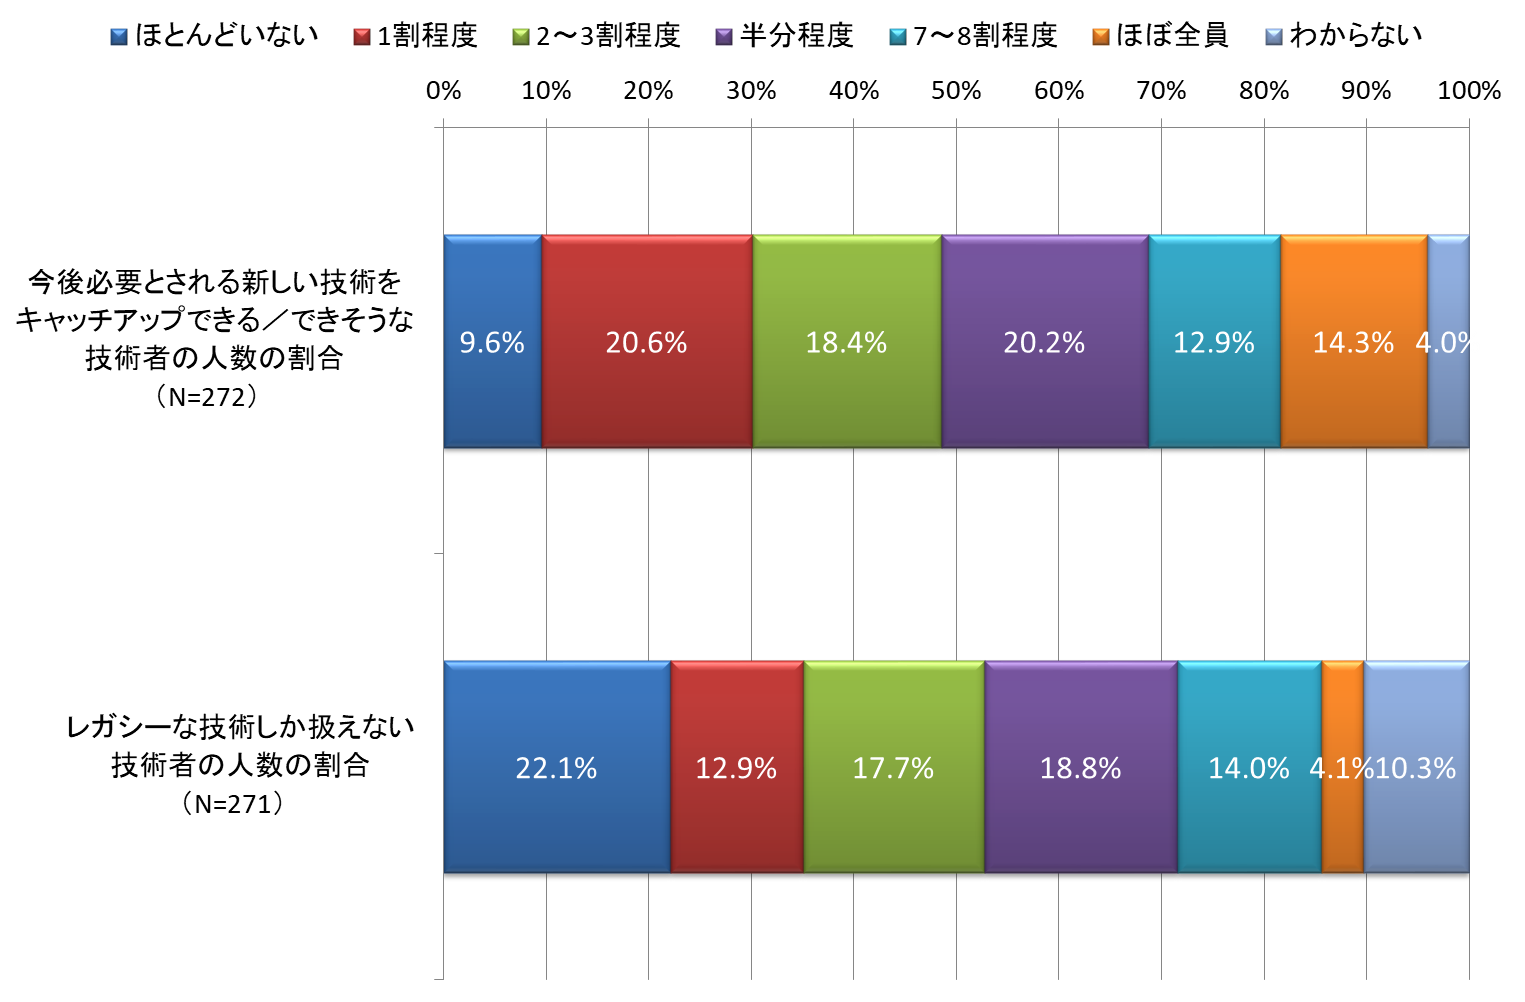 ほとんどいない 1割程度 2～3割程度 半分程度 7～8割程度 ほぼ全員 わからない
0% 10% 20% 30% 40% 50% 60% 70% 80% 90% 100%
今後必要とされる新しい技術を
キャッチアップできる／できそうな
技術者の人数の割合
（N=272）
9.6% 20.6% 18.4% 20.2% 12.9% 14.3% 4.0%
レガシーな技術しか扱えない
技術者の人数の割合
（N=271）
22.1% 12.9% 17.7% 18.8% 14.0% 4.1% 10.3%